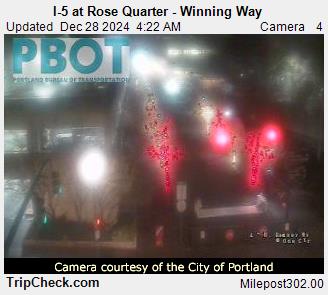 I-5 at Rose Quarter - Winning Way
Updated Dec 28 2024 4:22 AM Camera 4
PBOT
PORTLAND BUREAU OF TRANSPORTATION
Camera courtesy of the City of Portland
TripCheck.com Milepost302.00